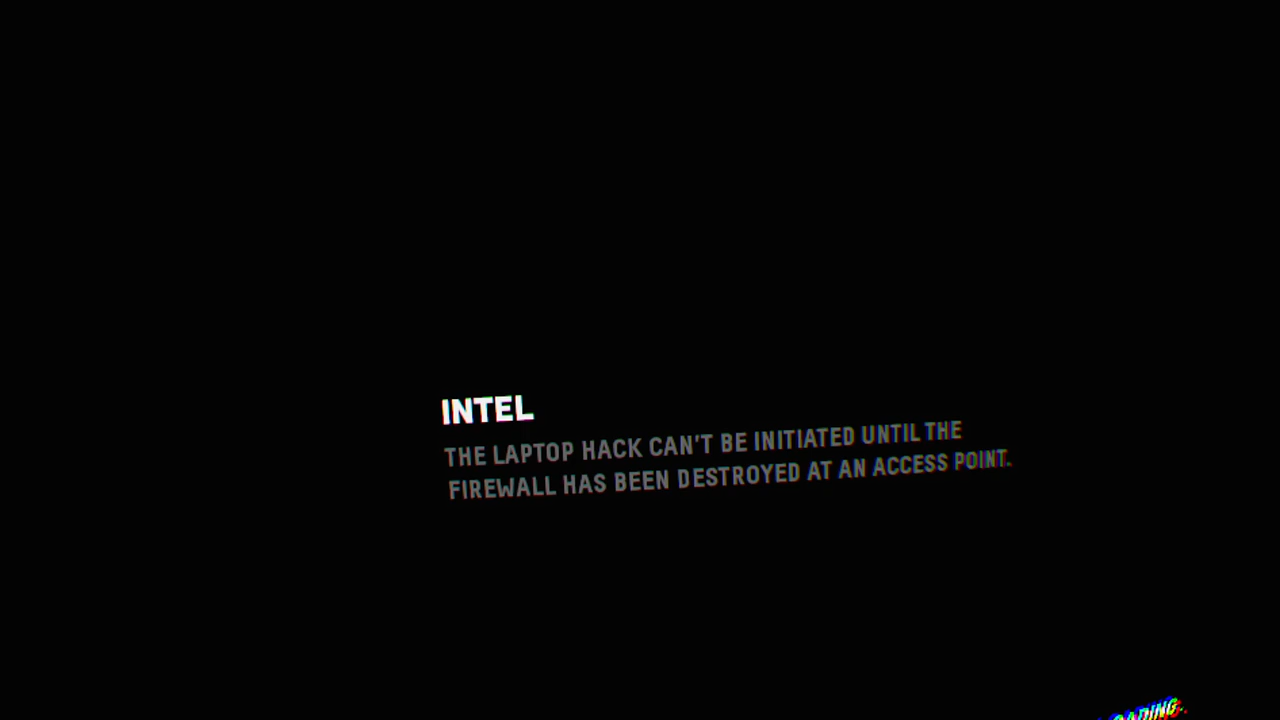 INTEL
THE LAPTOP HACK CAN'T BE INITIATED UNTIL THE
FIREWALL HAS BEEN DESTROYED AT AN ACCESS POINT.